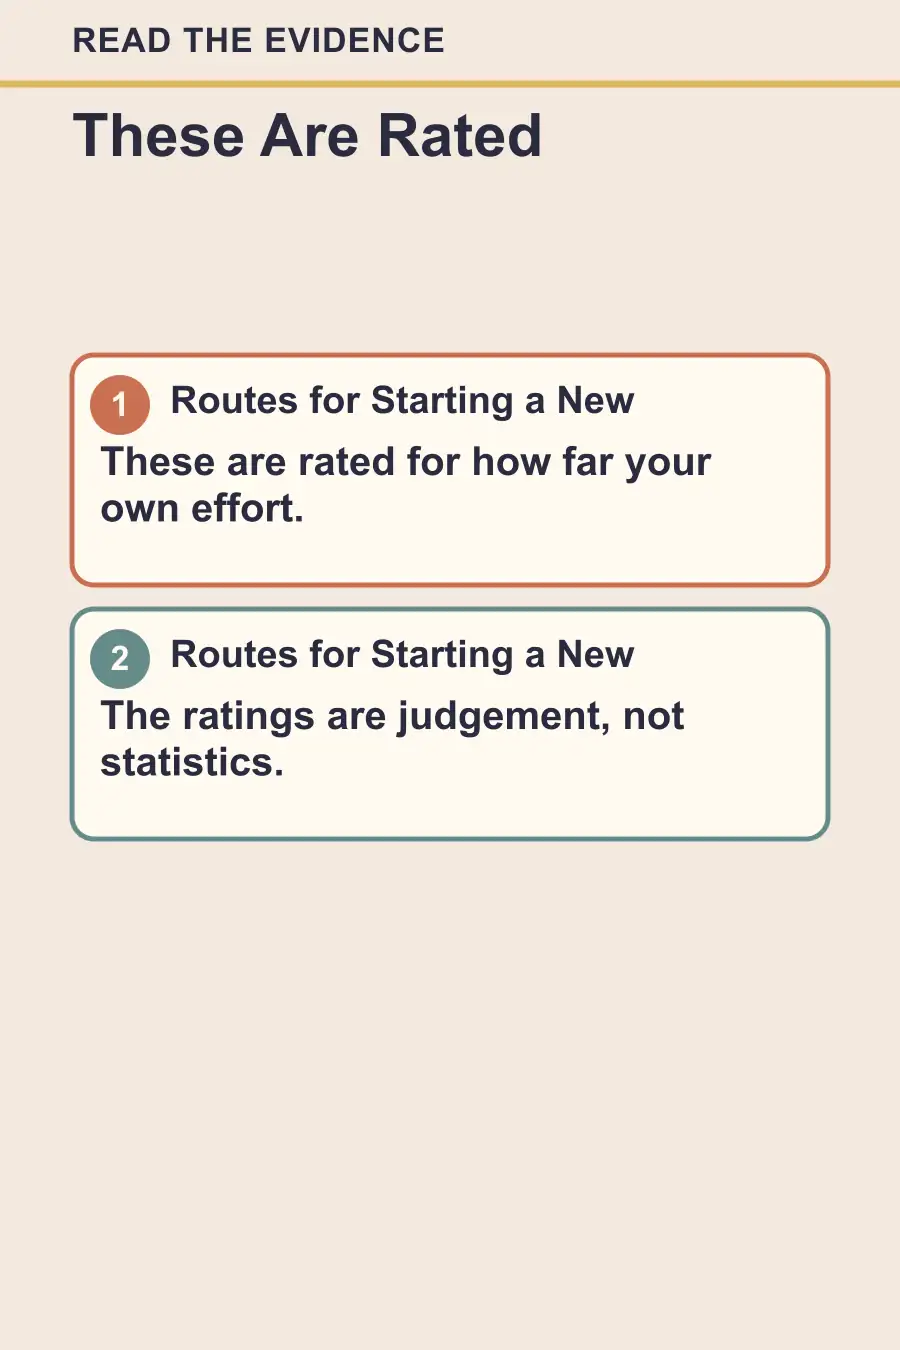 READ THE EVIDENCE
These Are Rated
1
Routes for Starting a New
These are rated for how far your
own effort.
2
Routes for Starting a New
The ratings are judgement, not
statistics.